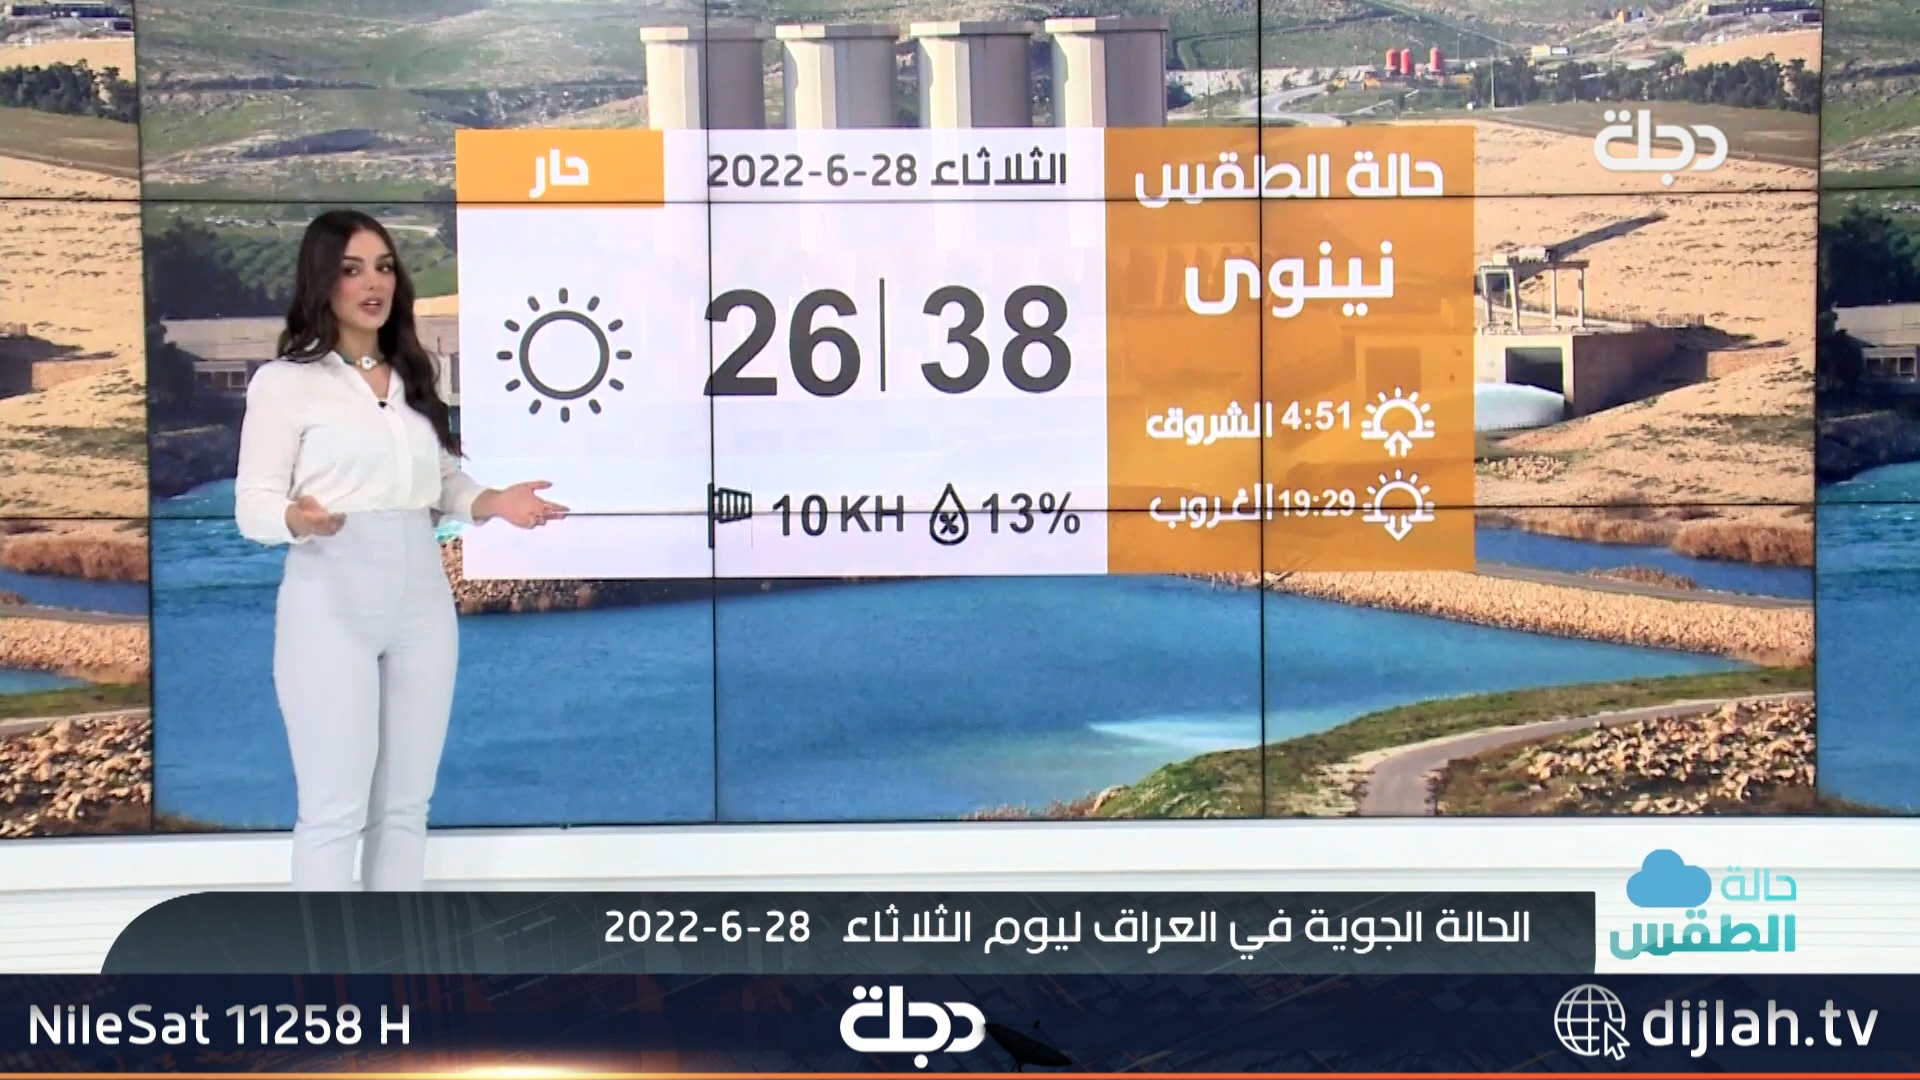 دجلة
حالة الطقس
نينوى
4:51 الشروق
19:29 الغروب
الثلاثاء 28-6-2022
حار
26 | 38
10 KH 13%
حالة
الطقس
الحالة الجوية في العراق ليوم الثلاثاء 28-6-2022
NileSat 11258 H
دجلة
dijlah.tv